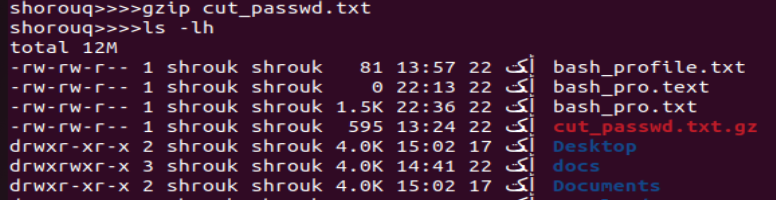 shorouq>>>>gzip cut_passwd.txt
shorouq>>>>ls -lh
total 12M
-rw-rw-r-- 1 shrouk shrouk   81 13:57 22 أكت bash_profile.txt
-rw-rw-r-- 1 shrouk shrouk    0 22:13 22 أكت bash_pro.text
-rw-rw-r-- 1 shrouk shrouk 1.5K 22:36 22 أكت bash_pro.txt
-rw-rw-r-- 1 shrouk shrouk  595 13:24 22 أكت cut_passwd.txt.gz
drwxr-xr-x 2 shrouk shrouk 4.0K 15:02 17 أكت Desktop
drwxrwxr-x 3 shrouk shrouk 4.0K 14:41 22 أكت docs
drwxr-xr-x 2 shrouk shrouk 4.0K 15:02 17 أكت Documents